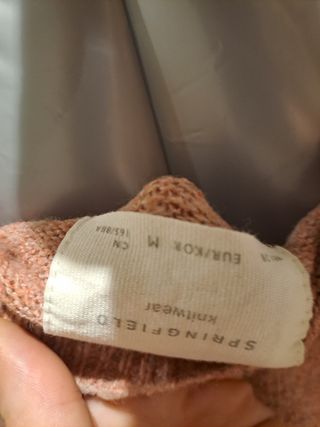 SPRINGFIELD
knitwear
EUR/KOR M
CN 165/88A